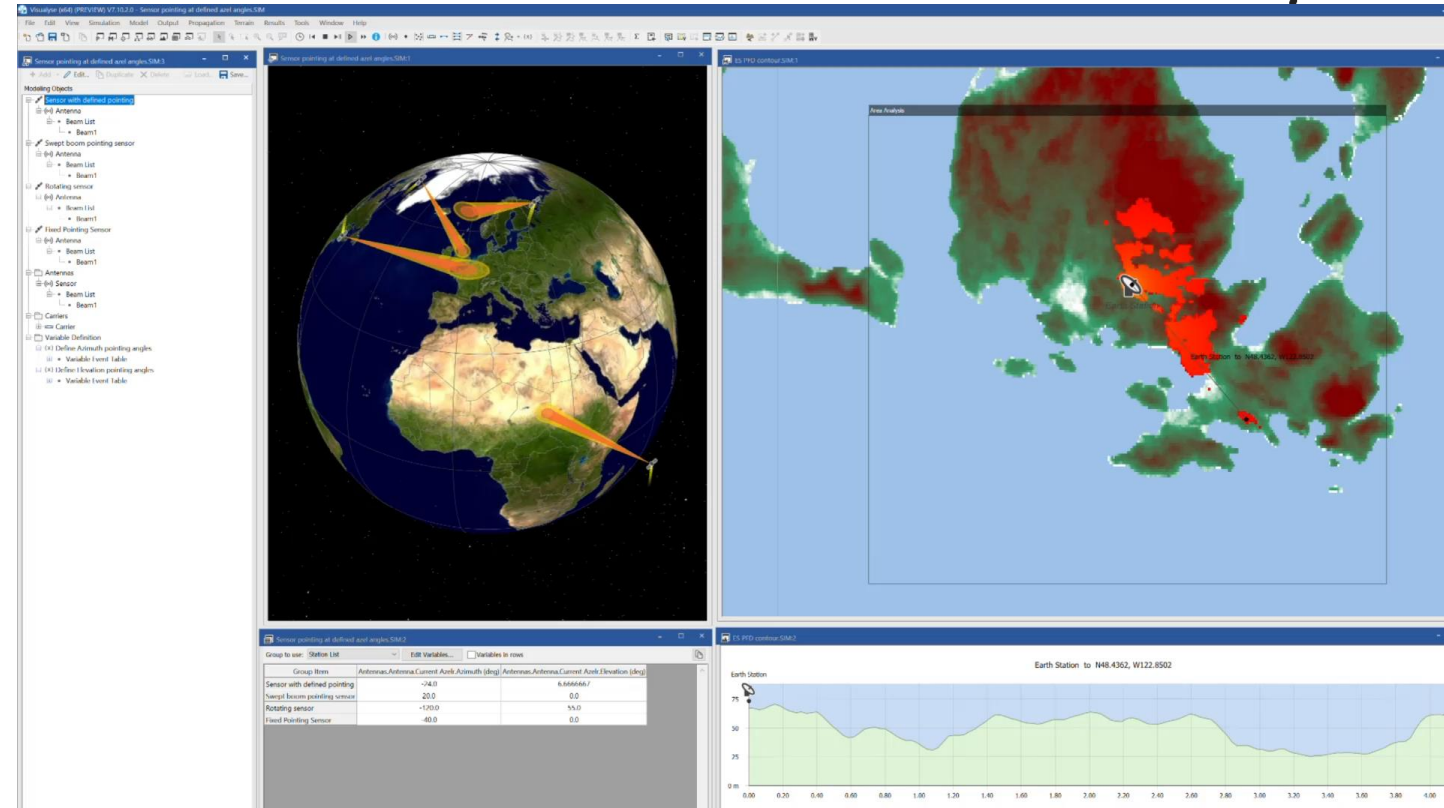 Visualyse (x64) (PREVIEW) V7.10.2.0 - Sensor pointing at defined azel angles.SIM
File Edit View Simulation Model Output Propagation Terrain Results Tools Window Help
Sensor pointing at defined azel angles.SIM:3
Add Edit... Duplicate Delete Load... Save...
Modeling Objects
Sensor with defined pointing
Antenna
Beam List
Beam1
Swept boom pointing sensor
Antenna
Beam List
Beam1
Rotating sensor
Antenna
Beam List
Beam1
Fixed Pointing Sensor
Antenna
Beam List
Beam1
Antennas
Sensor
Beam List
Beam1
Carriers
Carrier
Variable Definition
(x) Define Azimuth pointing angles
Variable Event Table
(x) Define Elevation pointing angles
Variable Event Table
Sensor pointing at defined azel angles.SIM:1
ES PFD contour.SIM:1
Area Analysis
Earth Station to N48.4362, W122.8502
Sensor pointing at defined azel angles.SIM:2
Group to use: Station List Edit Variables... Variables in rows
Group Item Antennas.Antenna.Current Azelr.Azimuth (deg) Antennas.Antenna.Current Azelr.Elevation (deg)
Sensor with defined pointing -24.0 6.6666667
Swept boom pointing sensor 20.0 0.0
Rotating sensor -120.0 55.0
Fixed Pointing Sensor -40.0 0.0
ES PFD contour.SIM:2
Earth Station to N48.4362, W122.8502
Earth Station
75
50
25
0 m
0.00 0.20 0.40 0.60 0.80 1.00 1.20 1.40 1.60 1.80 2.00 2.20 2.40 2.60 2.80 3.00 3.20 3.40 3.60 3.80 4.00